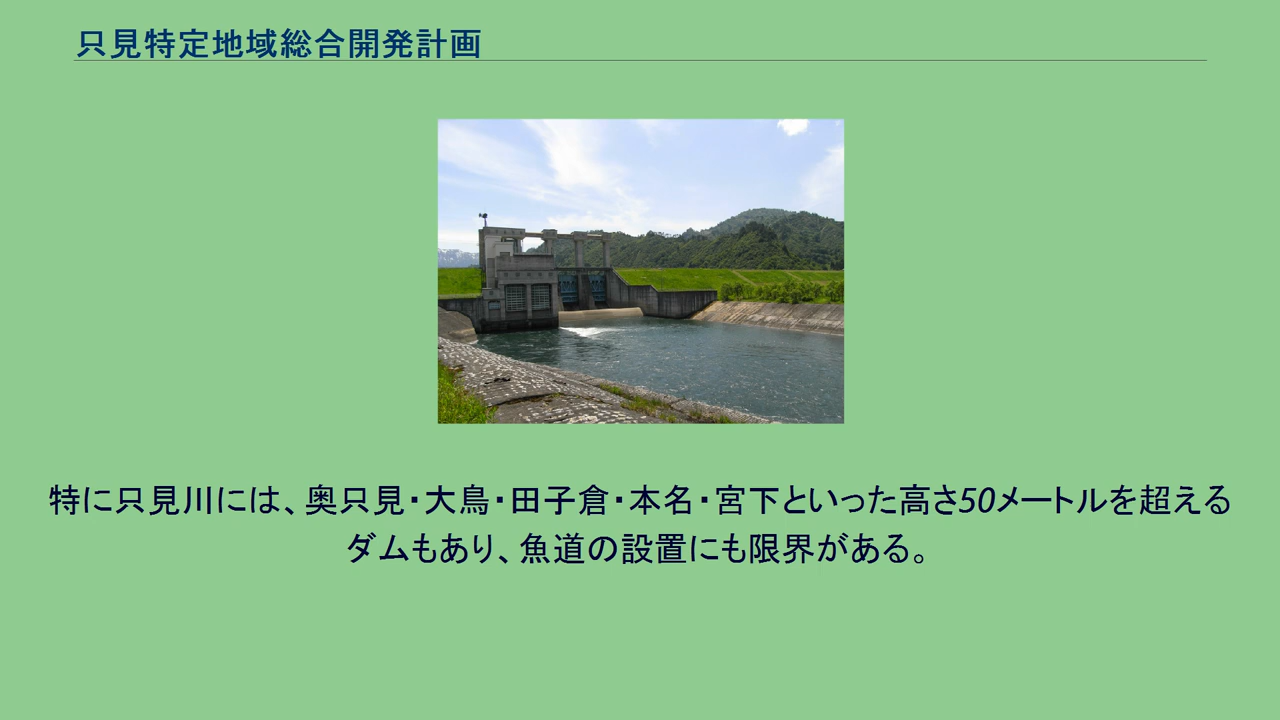 只見特定地域総合開発計画
特に只見川には、奥只見・大鳥・田子倉・本名・宮下といった高さ50メートルを超える
ダムもあり、魚道の設置にも限界がある。